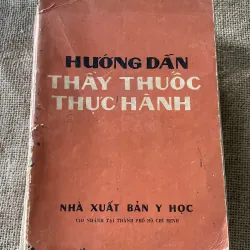 HƯỚNG DẪN
THẦY THUỐC
THỰC HÀNH
NHÀ XUẤT BẢN Y HỌC
CHI NHÁNH TẠI THÀNH PHỐ HỒ CHÍ MINH